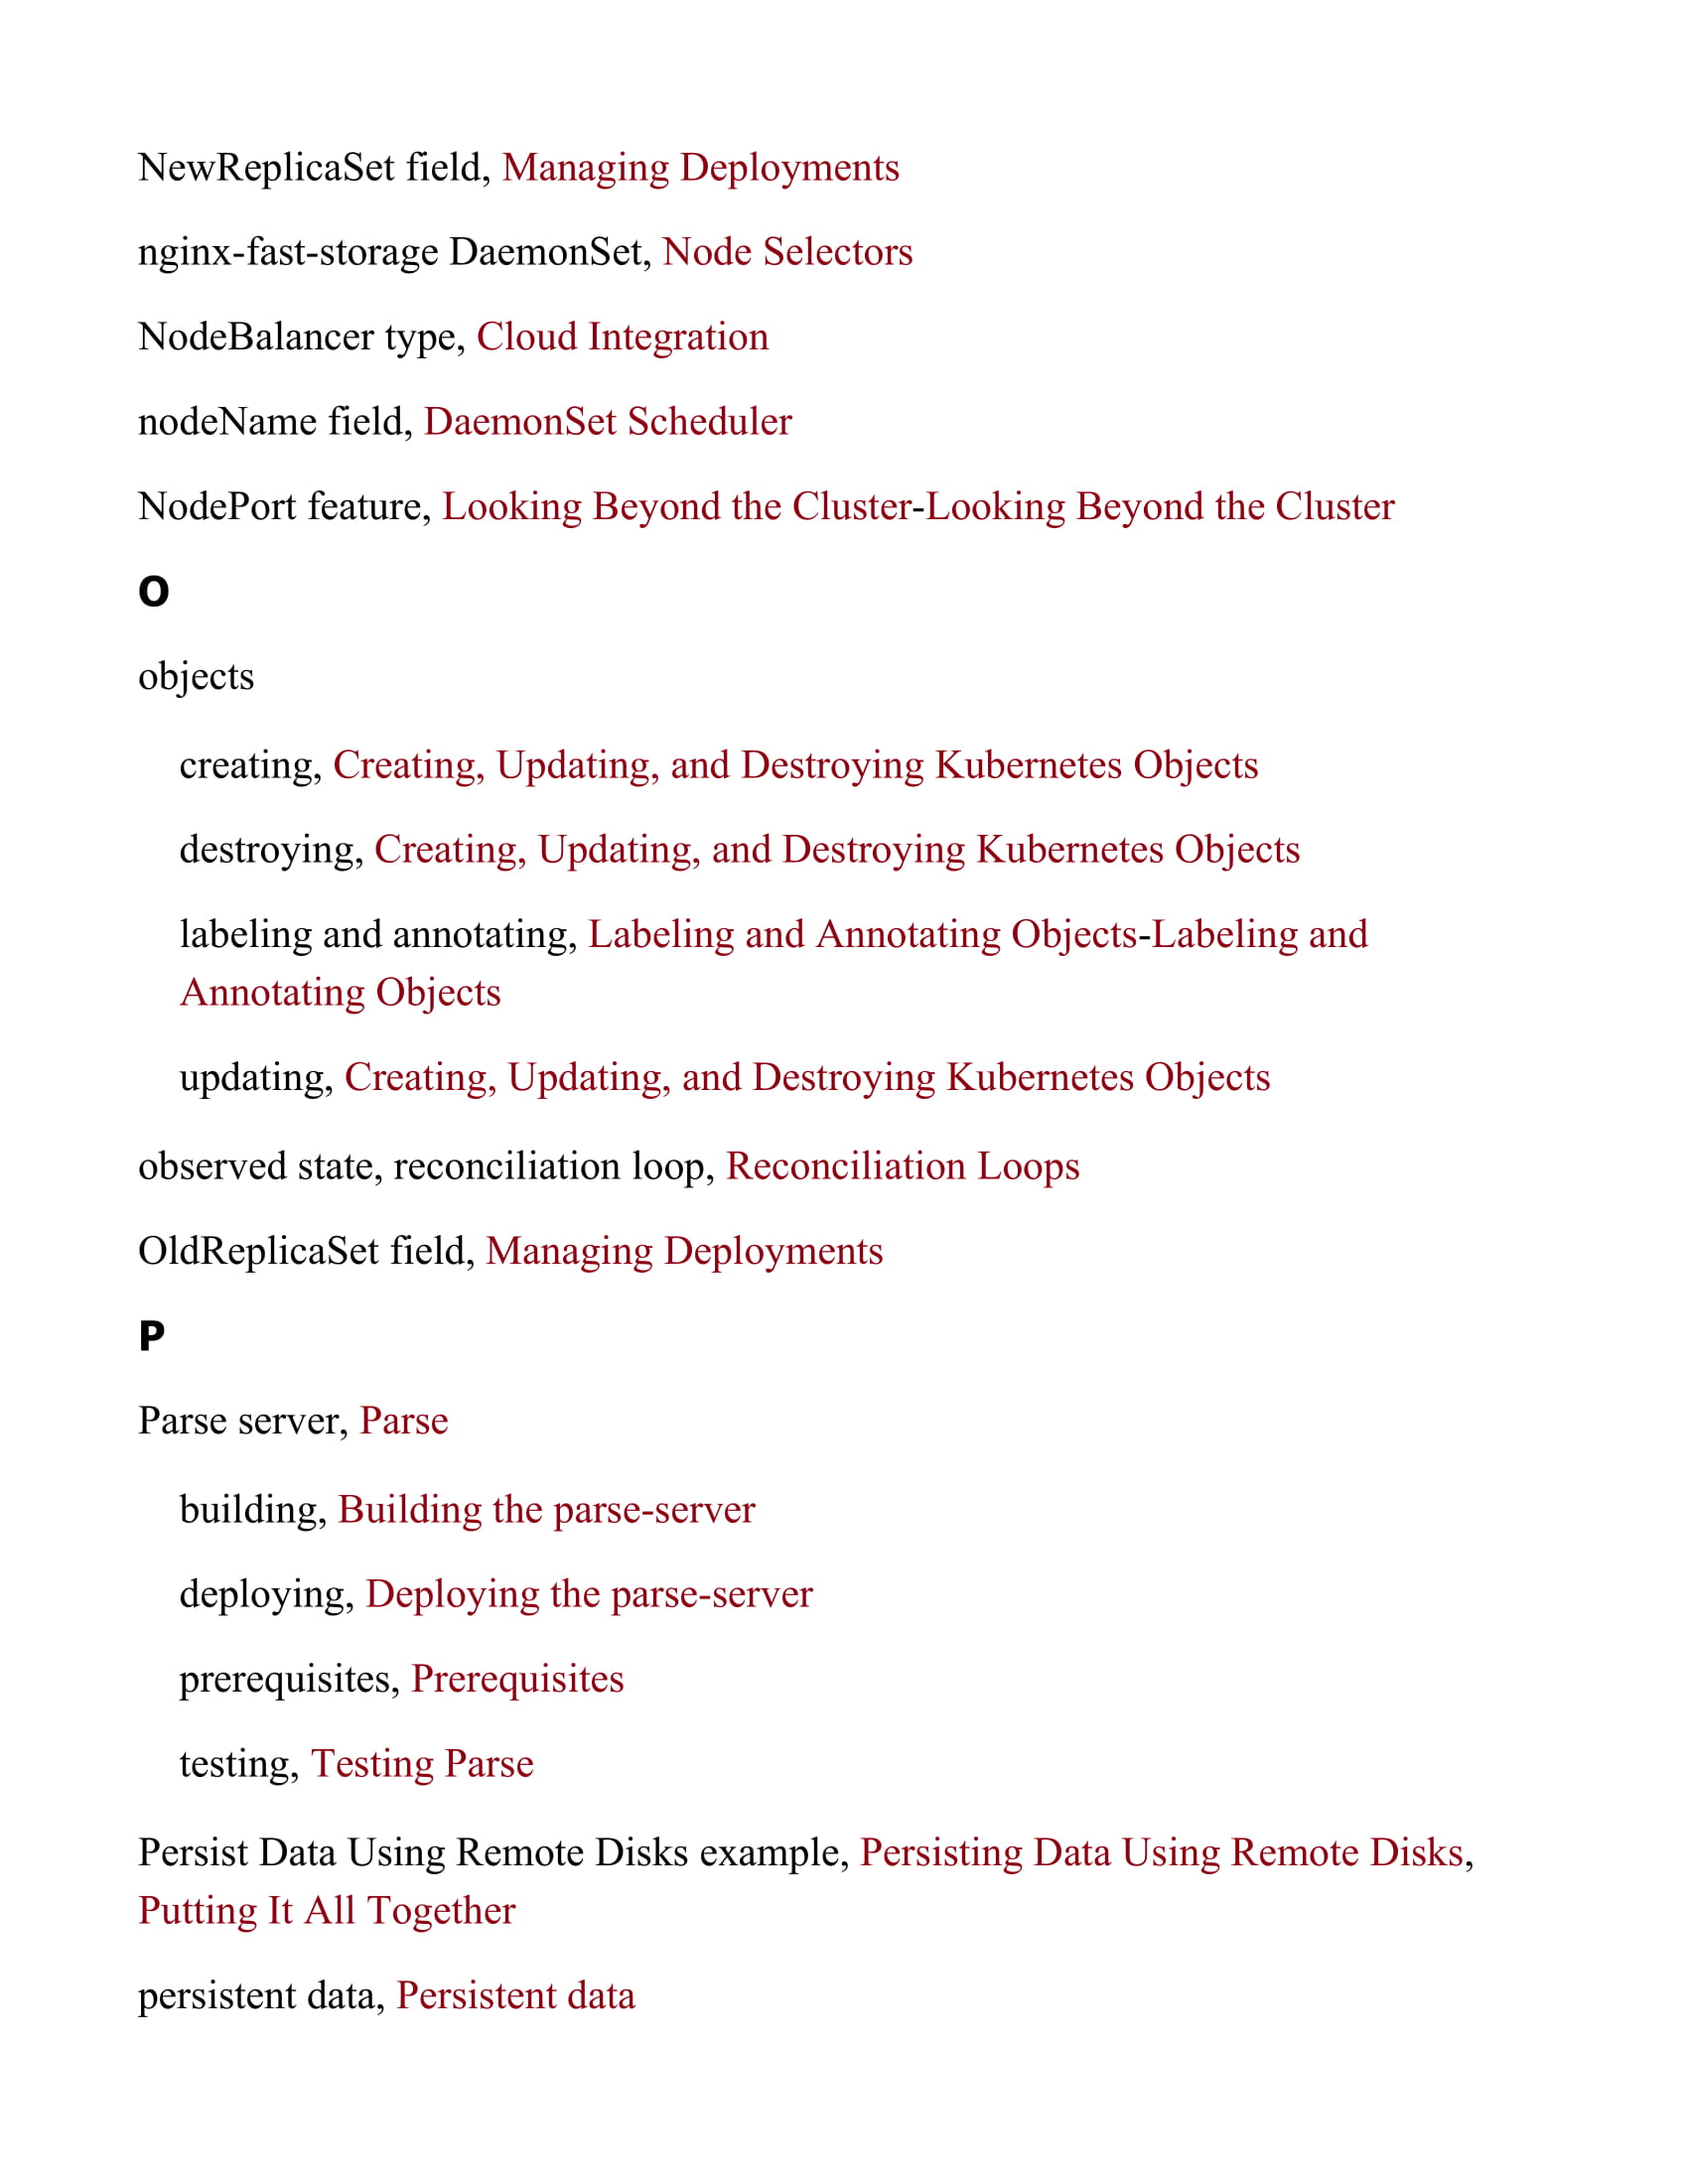 NewReplicaSet field, Managing Deployments
nginx-fast-storage DaemonSet, Node Selectors
NodeBalancer type, Cloud Integration
nodeName field, DaemonSet Scheduler
NodePort feature, Looking Beyond the Cluster-Looking Beyond the Cluster
O
objects
creating, Creating, Updating, and Destroying Kubernetes Objects
destroying, Creating, Updating, and Destroying Kubernetes Objects
labeling and annotating, Labeling and Annotating Objects-Labeling and
Annotating Objects
updating, Creating, Updating, and Destroying Kubernetes Objects
observed state, reconciliation loop, Reconciliation Loops
OldReplicaSet field, Managing Deployments
P
Parse server, Parse
building, Building the parse-server
deploying, Deploying the parse-server
prerequisites, Prerequisites
testing, Testing Parse
Persist Data Using Remote Disks example, Persisting Data Using Remote Disks,
Putting It All Together
persistent data, Persistent data